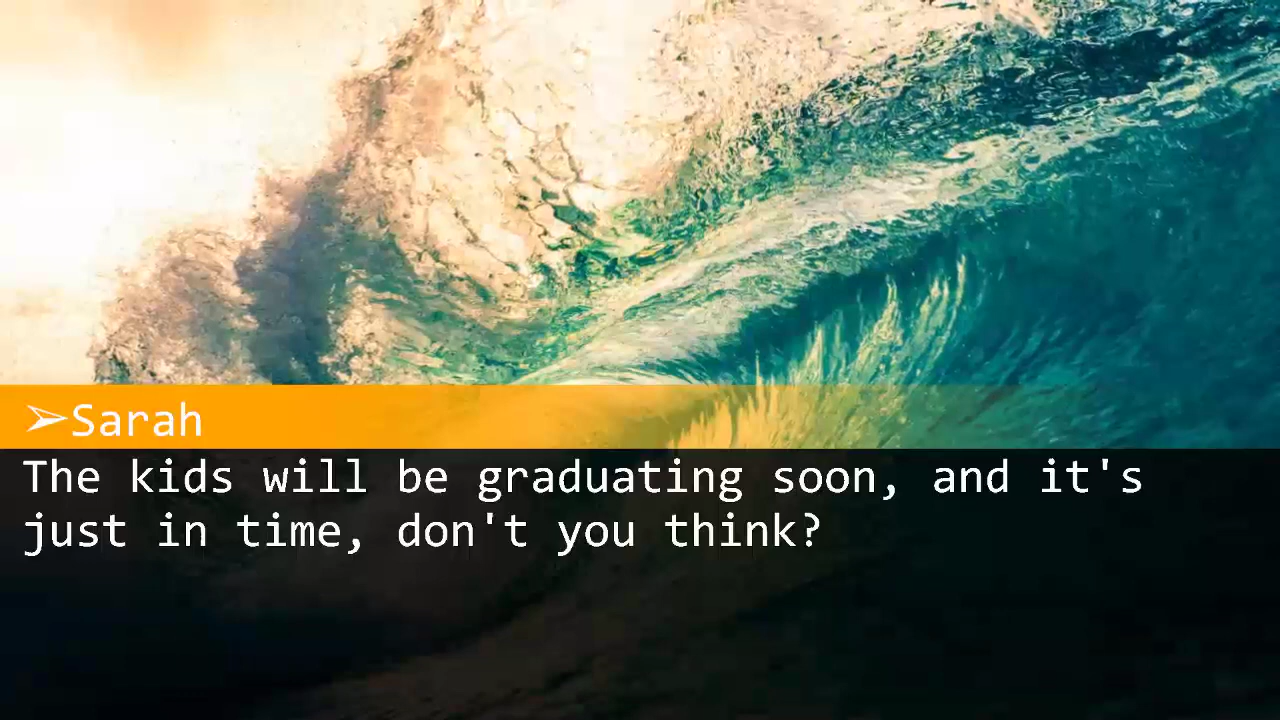 ➢Sarah
The kids will be graduating soon, and it's
just in time, don't you think?